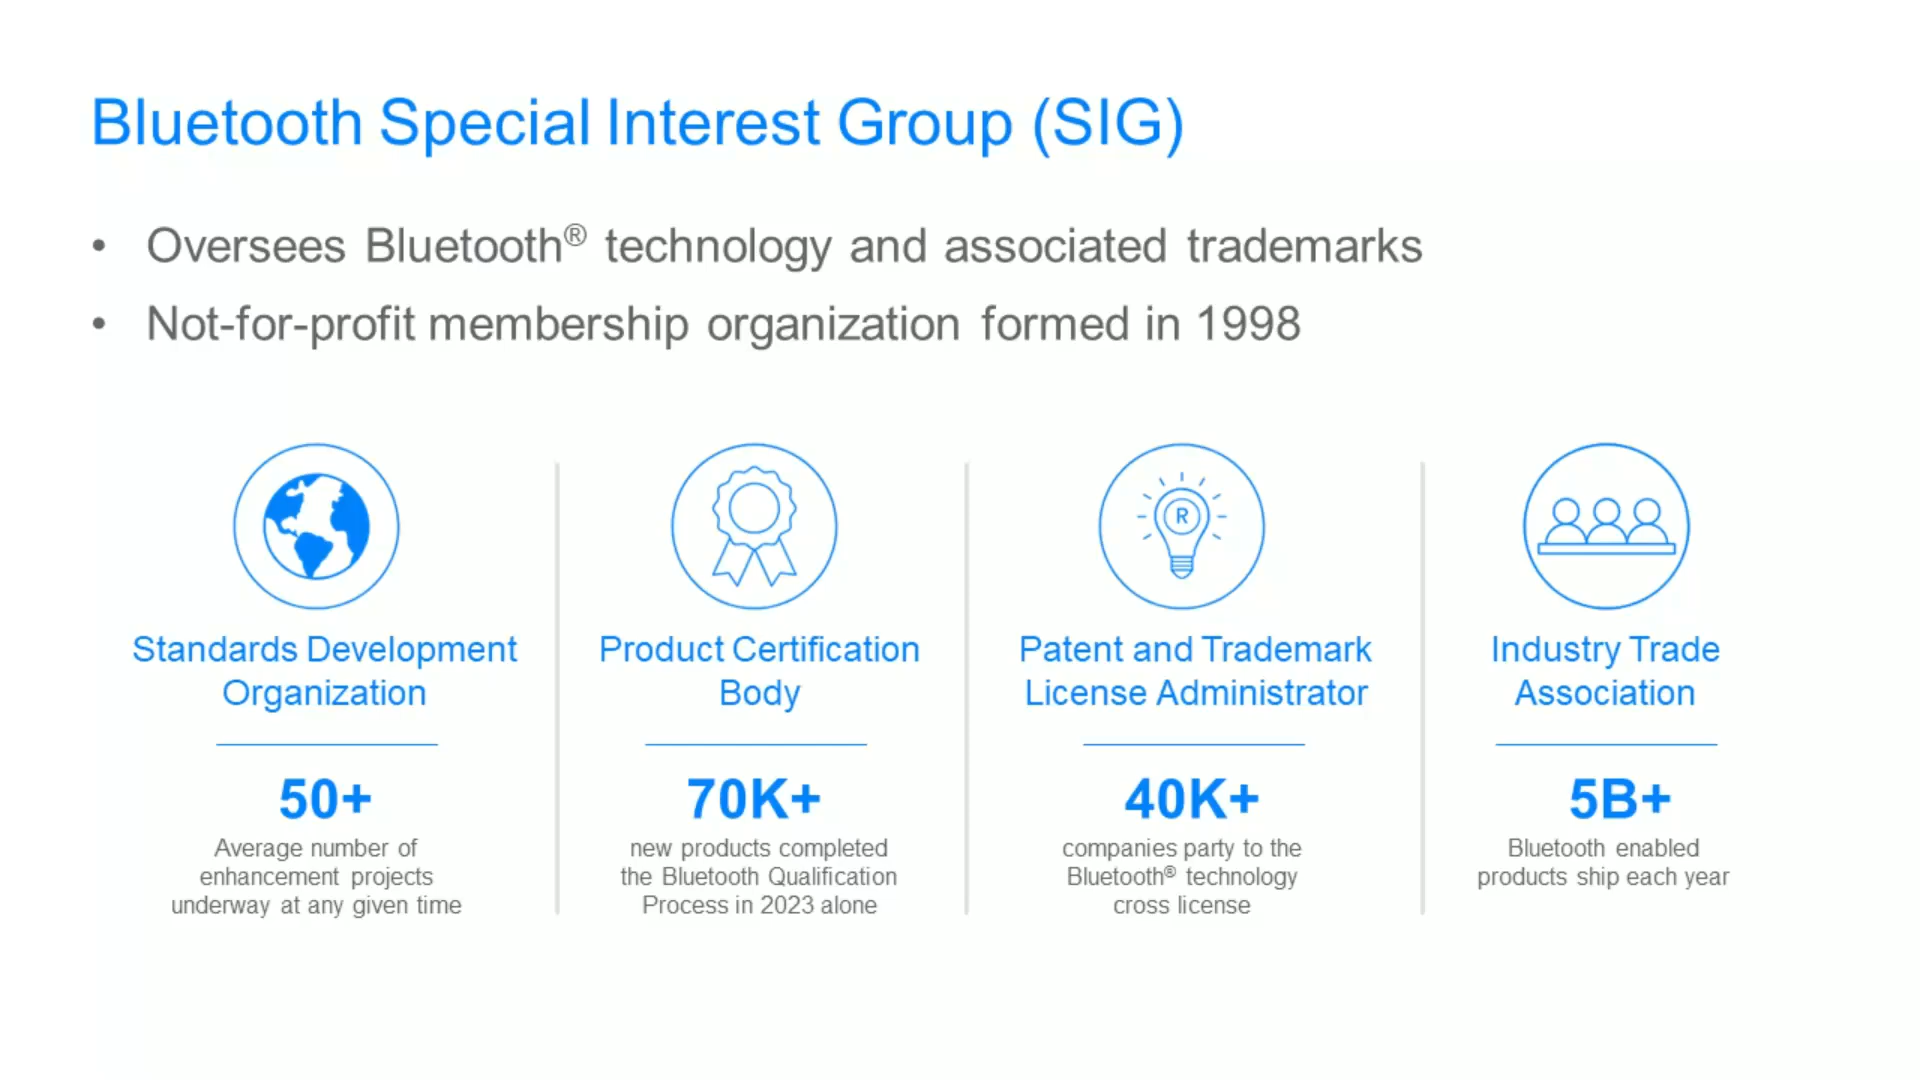 Bluetooth Special Interest Group (SIG)
• Oversees Bluetooth® technology and associated trademarks
• Not-for-profit membership organization formed in 1998
R
Standards Development
Organization
50+
Average number of
enhancement projects
underway at any given time
Product Certification
Body
70K+
new products completed
the Bluetooth Qualification
Process in 2023 alone
Patent and Trademark
License Administrator
40K+
companies party to the
Bluetooth® technology
cross license
Industry Trade
Association
5B+
Bluetooth enabled
products ship each year